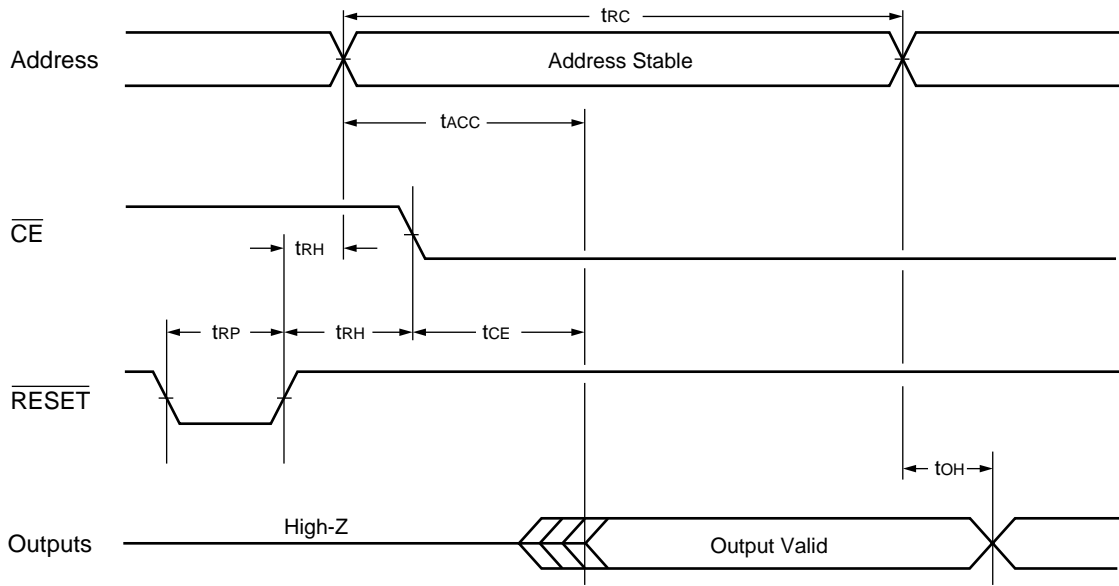 tRC
Address
Address Stable
tACC
CE
tRH
tRP
tRH
tCE
RESET
tOH
High-Z
Outputs
Output Valid